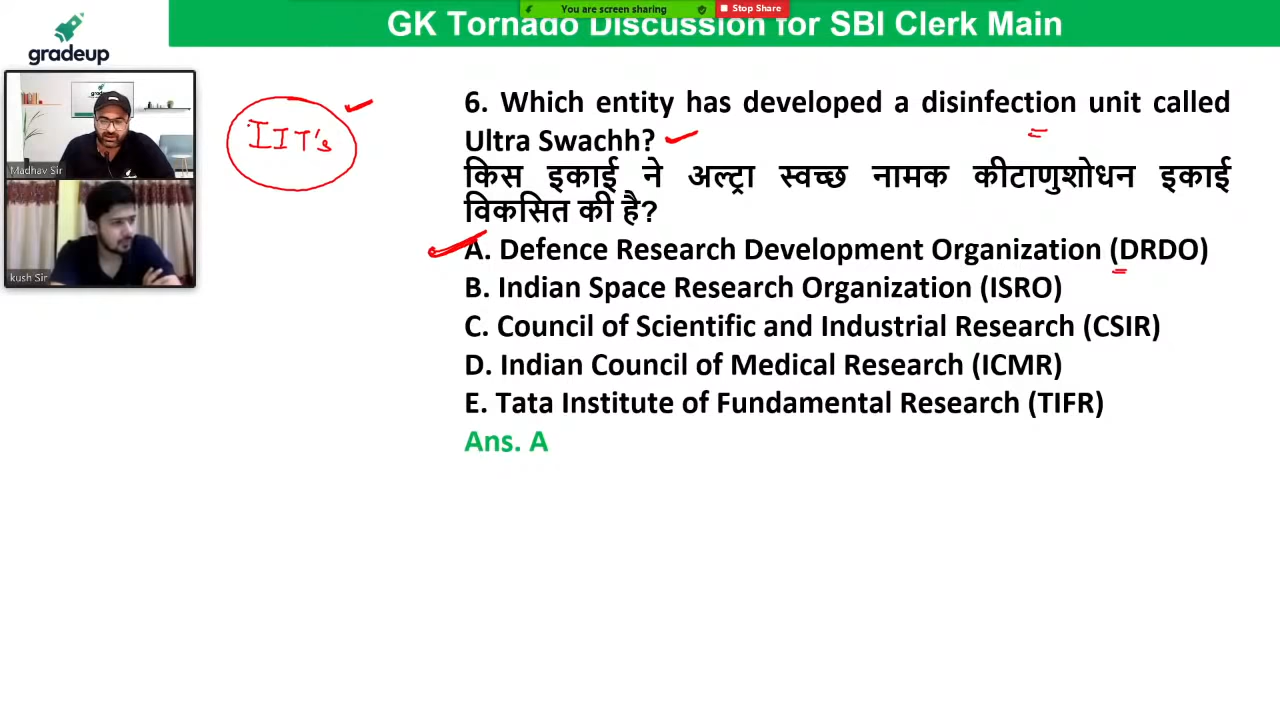 You are screen sharing
Stop Share
GK Tornado Discussion for SBI Clerk Main
gradeup
Madhav Sir
kush Sir
IIT's
6. Which entity has developed a disinfection unit called
Ultra Swachh?
किस इकाई ने अल्ट्रा स्वच्छ नामक कीटाणुशोधन इकाई
विकसित की है?
A. Defence Research Development Organization (DRDO)
B. Indian Space Research Organization (ISRO)
C. Council of Scientific and Industrial Research (CSIR)
D. Indian Council of Medical Research (ICMR)
E. Tata Institute of Fundamental Research (TIFR)
Ans. A